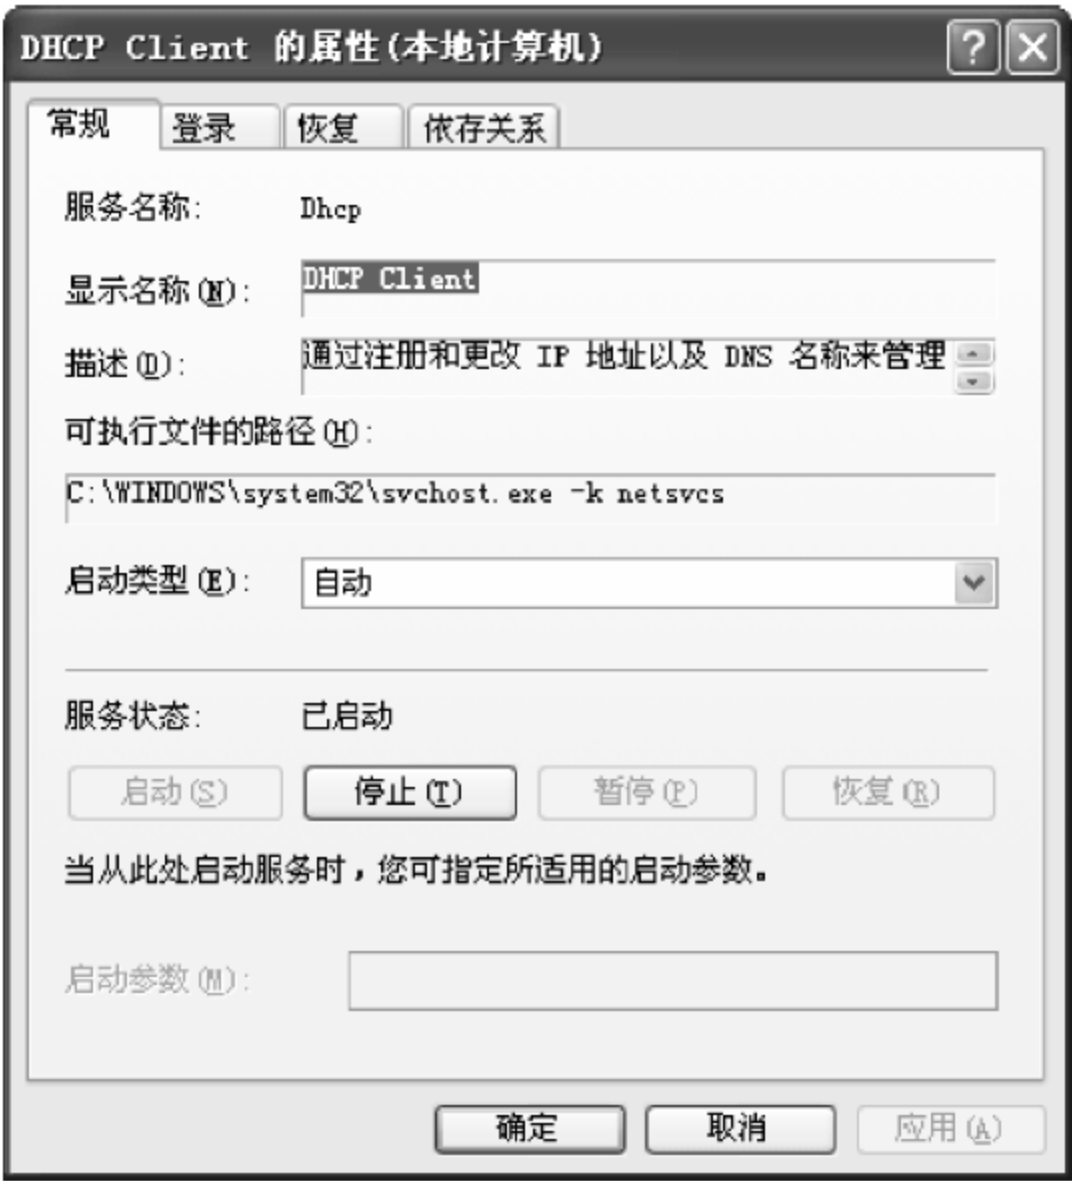 DHCP Client 的属性(本地计算机)
常规 登录 恢复 依存关系
服务名称: Dhcp
显示名称(N): DHCP Client
描述(D): 通过注册和更改 IP 地址以及 DNS 名称来管理
可执行文件的路径(H):
C:\WINDOWS\system32\svchost.exe -k netsvcs
启动类型(E): 自动
服务状态: 已启动
启动(S) 停止(T) 暂停(P) 恢复(R)
当从此处启动服务时，您可指定所适用的启动参数。
启动参数(M):
确定 取消 应用(A)